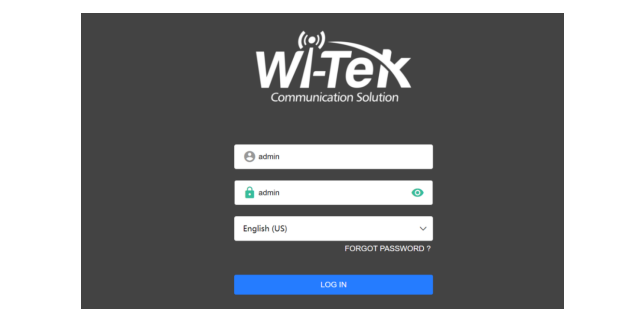 Wi-Tek
Communication Solution
admin
admin
English (US)
FORGOT PASSWORD ?
LOG IN